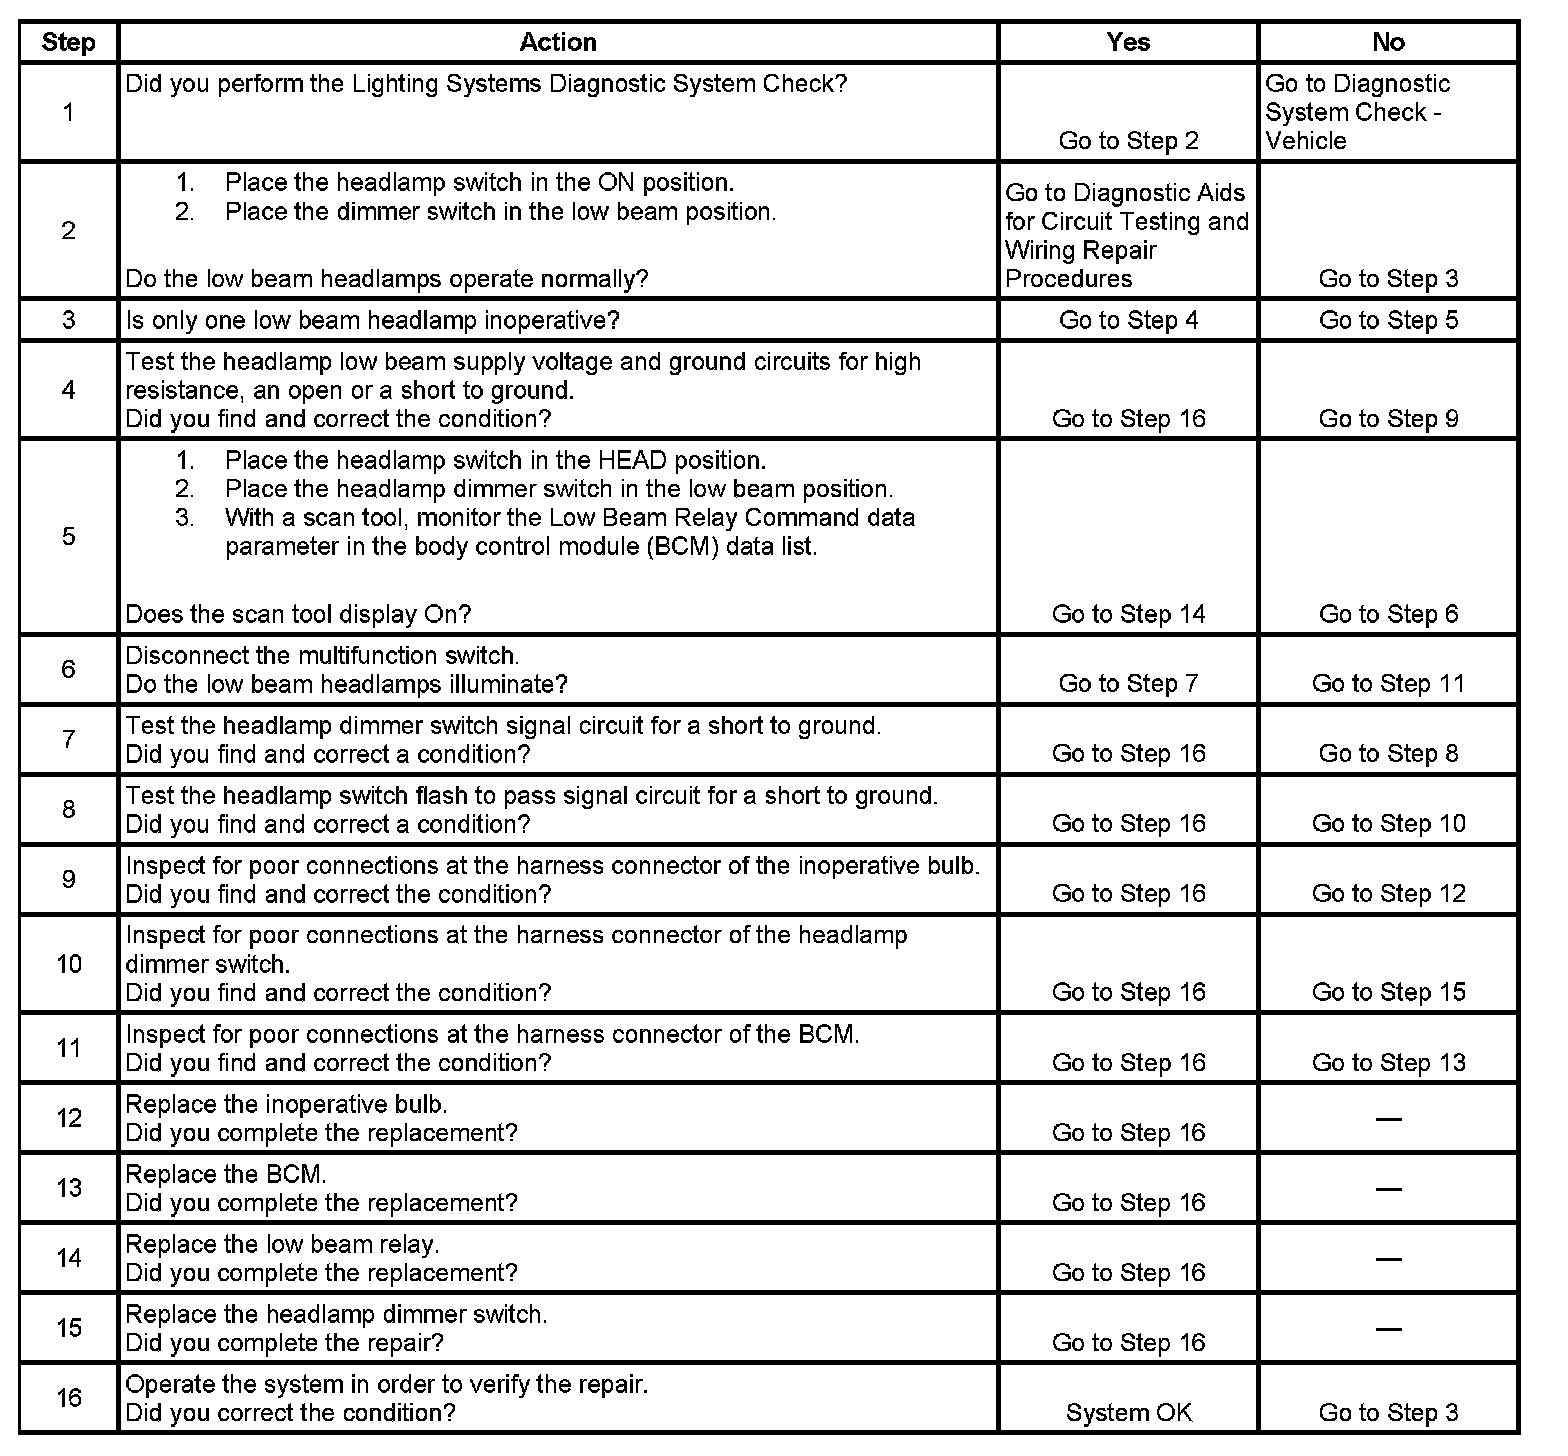 Step Action Yes No
1
Did you perform the Lighting Systems Diagnostic System Check?
Go to Step 2
Go to Diagnostic
System Check -
Vehicle
2
1. Place the headlamp switch in the ON position.
2. Place the dimmer switch in the low beam position.
Do the low beam headlamps operate normally?
Go to Diagnostic Aids
for Circuit Testing and
Wiring Repair
Procedures
Go to Step 3
3
Is only one low beam headlamp inoperative?
Go to Step 4
Go to Step 5
4
Test the headlamp low beam supply voltage and ground circuits for high
resistance, an open or a short to ground.
Did you find and correct the condition?
Go to Step 16
Go to Step 9
5
1. Place the headlamp switch in the HEAD position.
2. Place the headlamp dimmer switch in the low beam position.
3. With a scan tool, monitor the Low Beam Relay Command data
parameter in the body control module (BCM) data list.
Does the scan tool display On?
Go to Step 14
Go to Step 6
6
Disconnect the multifunction switch.
Do the low beam headlamps illuminate?
Go to Step 7
Go to Step 11
7
Test the headlamp dimmer switch signal circuit for a short to ground.
Did you find and correct a condition?
Go to Step 16
Go to Step 8
8
Test the headlamp switch flash to pass signal circuit for a short to ground.
Did you find and correct a condition?
Go to Step 16
Go to Step 10
9
Inspect for poor connections at the harness connector of the inoperative bulb.
Did you find and correct the condition?
Go to Step 16
Go to Step 12
10
Inspect for poor connections at the harness connector of the headlamp
dimmer switch.
Did you find and correct the condition?
Go to Step 16
Go to Step 15
11
Inspect for poor connections at the harness connector of the BCM.
Did you find and correct the condition?
Go to Step 16
Go to Step 13
12
Replace the inoperative bulb.
Did you complete the replacement?
Go to Step 16
—
13
Replace the BCM.
Did you complete the replacement?
Go to Step 16
—
14
Replace the low beam relay.
Did you complete the replacement?
Go to Step 16
—
15
Replace the headlamp dimmer switch.
Did you complete the repair?
Go to Step 16
—
16
Operate the system in order to verify the repair.
Did you correct the condition?
System OK
Go to Step 3